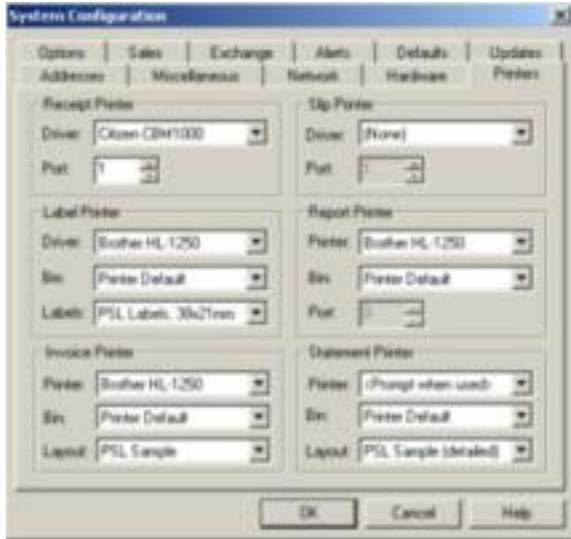 System Configuration
Options Sales Exchange Alerts Defaults Updates
Addresses Miscellaneous Network Hardware Printers
Receipt Printer
Driver: Citizen CBM1000
Port: 1
Slip Printer
Driver: (None)
Port:
Label Printer
Driver: Brother HL-1250
Bin: Printer Default
Labels: PSL Labels, 38x21mm
Report Printer
Printer: Brother HL-1250
Bin: Printer Default
Port:
Invoice Printer
Printer: Brother HL-1250
Bin: Printer Default
Layout: PSL Sample
Statement Printer
Printer: <Prompt when used>
Bin: Printer Default
Layout: PSL Sample (detailed)
OK Cancel Help